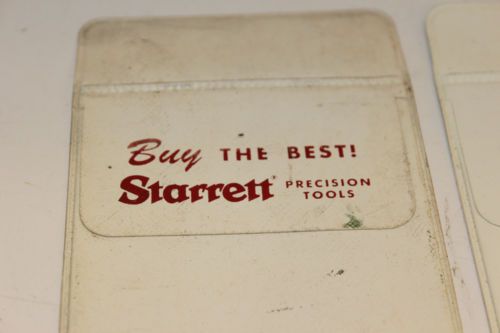 Buy THE BEST!
Starrett PRECISION
TOOLS